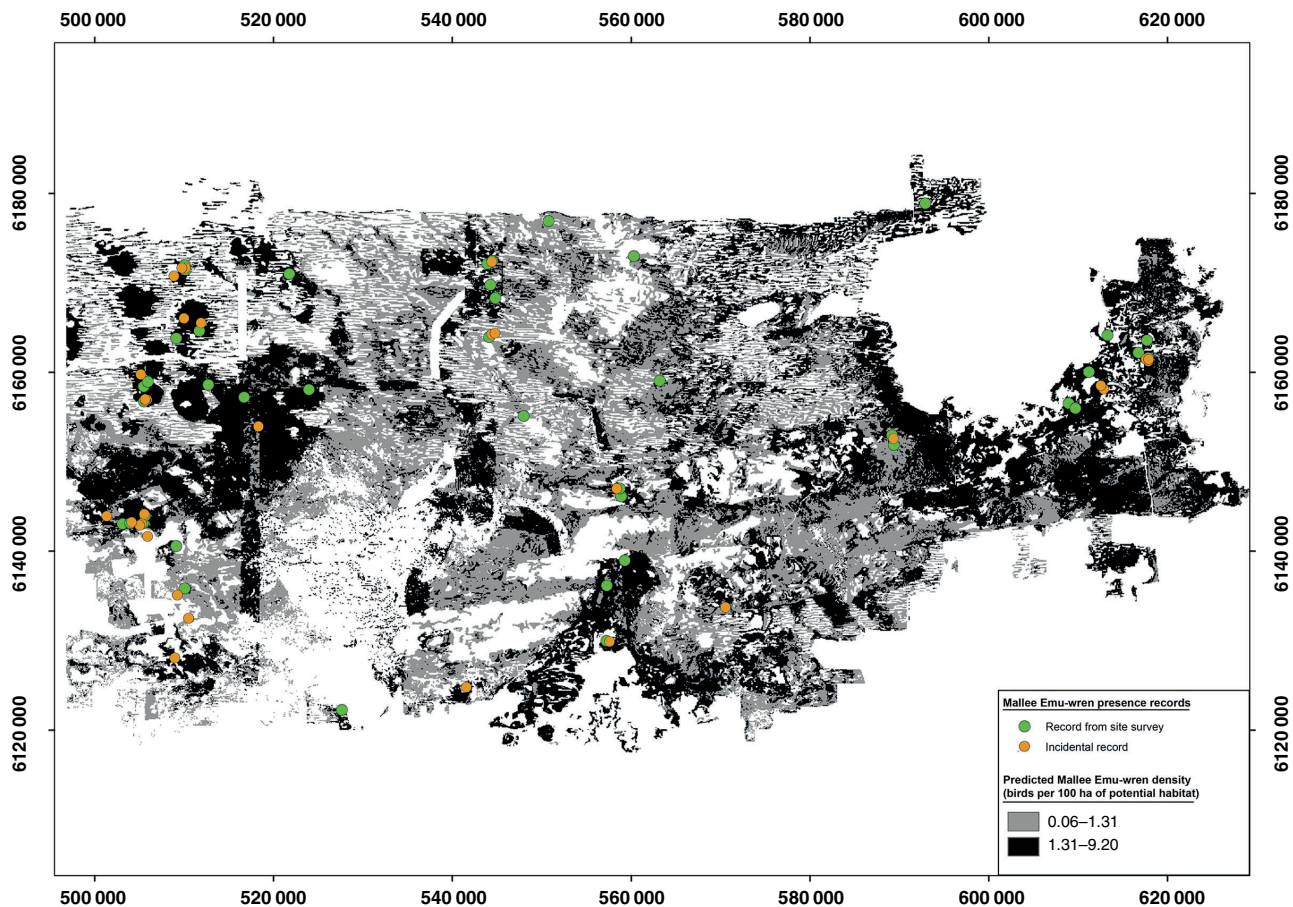 500 000 520 000 540 000 560 000 580 000 600 000 620 000
6180 000 6180 000
6160 000 6160 000
6140 000 6140 000
6120 000 6120 000
Mallee Emu-wren presence records
Record from site survey
Incidental record
Predicted Mallee Emu-wren density
(birds per 100 ha of potential habitat)
0.06–1.31
1.31–9.20
500 000 520 000 540 000 560 000 580 000 600 000 620 000